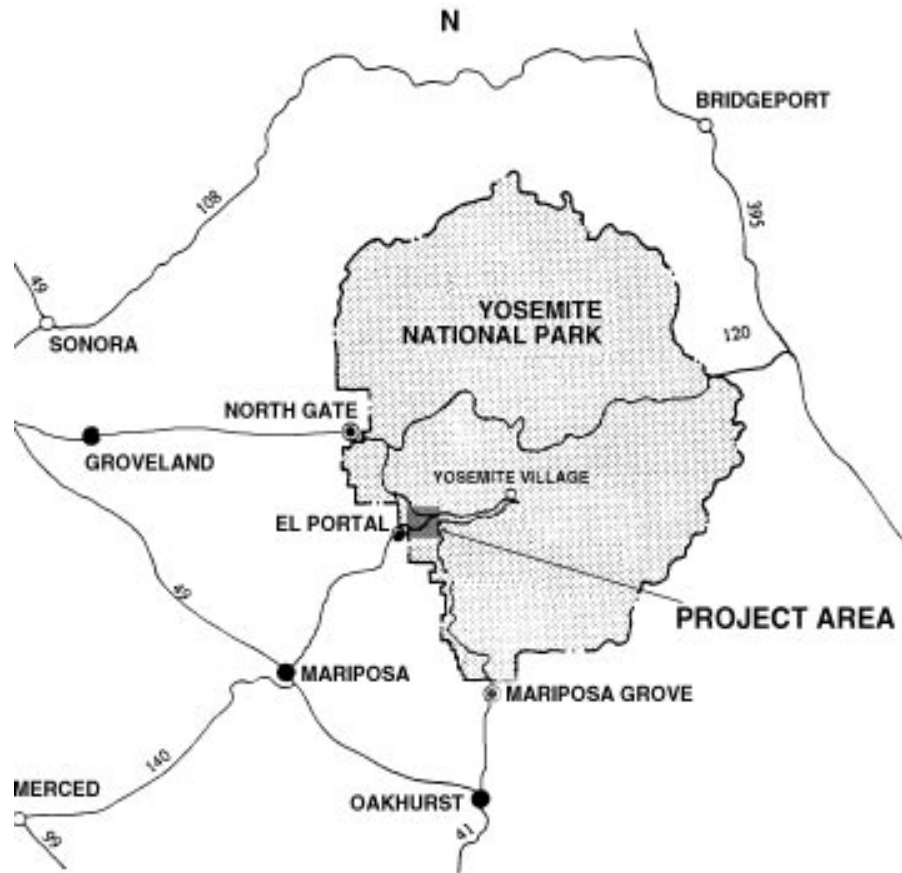 N
BRIDGEPORT
108
395
49
YOSEMITE
NATIONAL PARK
SONORA
120
NORTH GATE
GROVELAND
YOSEMITE VILLAGE
EL PORTAL
49
PROJECT AREA
MARIPOSA
MARIPOSA GROVE
140
MERCED
OAKHURST
41
99